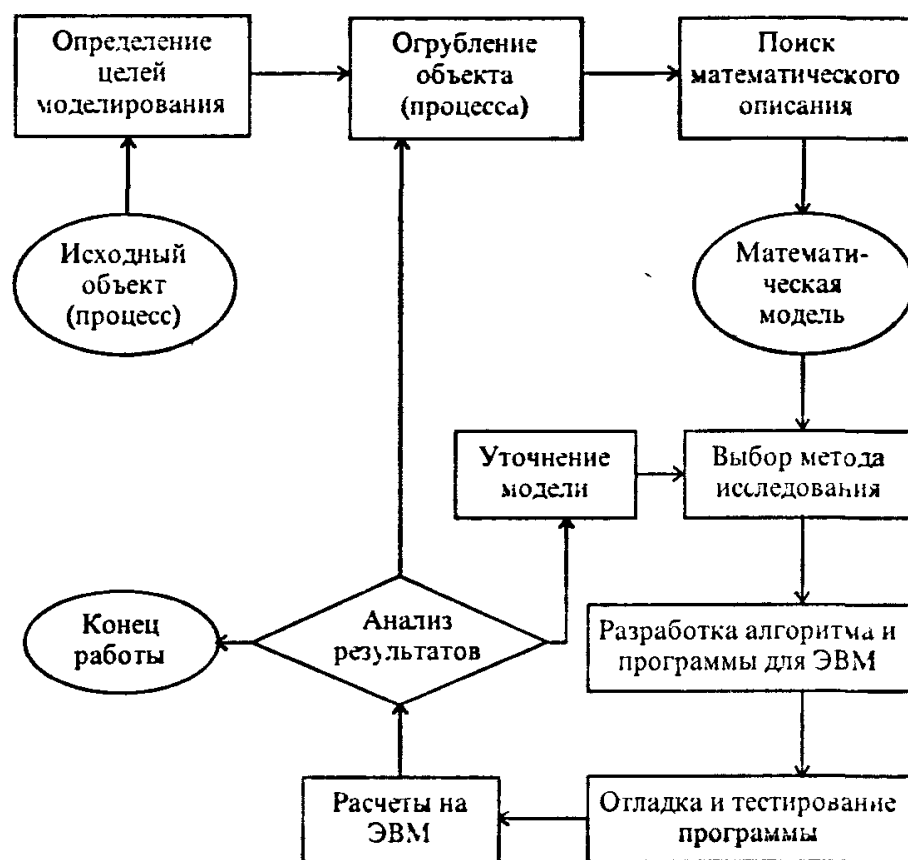 Определение
целей
моделирования
Огрубление
объекта
(процесса)
Поиск
математического
описания
Исходный
объект
(процесс)
Математи-
ческая
модель
Уточнение
модели
Выбор метода
исследования
Конец
работы
Анализ
результатов
Разработка алгоритма и
программы для ЭВМ
Расчеты на
ЭВМ
Отладка и тестирование
программы